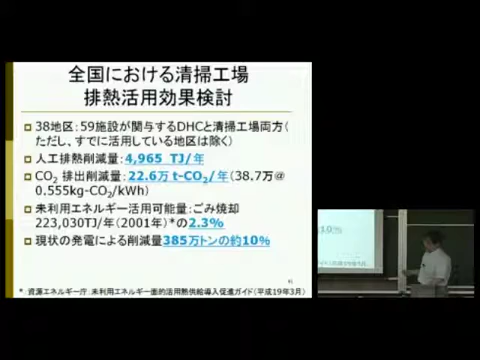 全国における清掃工場
排熱活用効果検討
38地区：59施設が関与するDHCと清掃工場両方（
ただし、すでに活用している地区は除く）
人工排熱削減量：4,965 TJ/年
CO2 排出削減量：22.6万 t-CO2/年（38.7万@
0.555kg-CO2/kWh）
未利用エネルギー活用可能量：ごみ焼却
223,030TJ/年（2001年）*の2.3%
現状の発電による削減量385万トンの約10%
*：資源エネルギー庁：未利用エネルギー面的活用熱供給導入促進ガイド（平成19年3月）